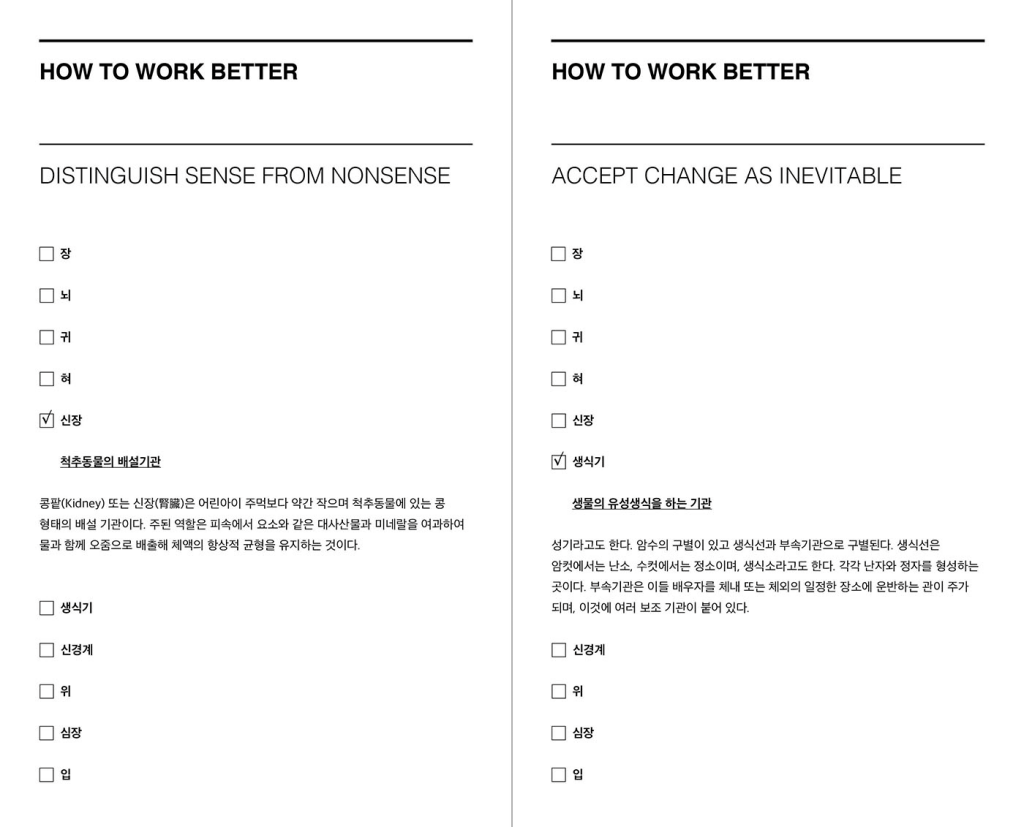 HOW TO WORK BETTER
DISTINGUISH SENSE FROM NONSENSE
장
뇌
귀
혀
신장
척추동물의 배설기관
콩팥(Kidney) 또는 신장(腎臟)은 어린아이 주먹보다 약간 작으며 척추동물에 있는 콩
형태의 배설 기관이다. 주된 역할은 피속에서 요소와 같은 대사산물과 미네랄을 여과하여
물과 함께 오줌으로 배출해 체액의 항상적 균형을 유지하는 것이다.
생식기
신경계
위
심장
입
HOW TO WORK BETTER
ACCEPT CHANGE AS INEVITABLE
장
뇌
귀
혀
신장
생식기
생물의 유성생식을 하는 기관
성기라고도 한다. 암수의 구별이 있고 생식선과 부속기관으로 구별된다. 생식선은
암컷에서는 난소, 수컷에서는 정소이며, 생식소라고도 한다. 각각 난자와 정자를 형성하는
곳이다. 부속기관은 이들 배우자를 체내 또는 체외의 일정한 장소에 운반하는 관이 주가
되며, 이것에 여러 보조 기관이 붙어 있다.
신경계
위
심장
입